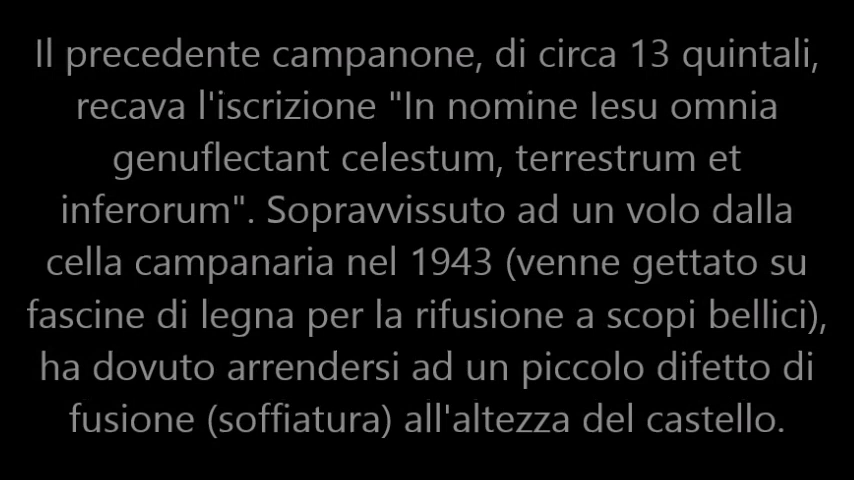 Il precedente campanone, di circa 13 quintali,
recava l'iscrizione "In nomine Iesu omnia
genuflectant celestum, terrestrum et
inferorum". Sopravvissuto ad un volo dalla
cella campanaria nel 1943 (venne gettato su
fascine di legna per la rifusione a scopi bellici),
ha dovuto arrendersi ad un piccolo difetto di
fusione (soffiatura) all'altezza del castello.